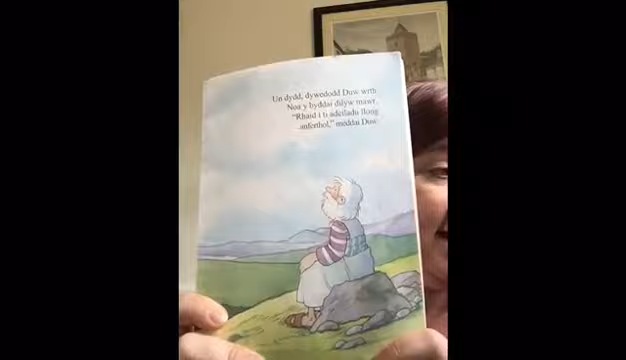 Un dydd, dywedodd Duw wrth
Noa y byddai dilyw mawr.
"Rhaid i ti adeiladu llong
anferthol," meddai Duw.